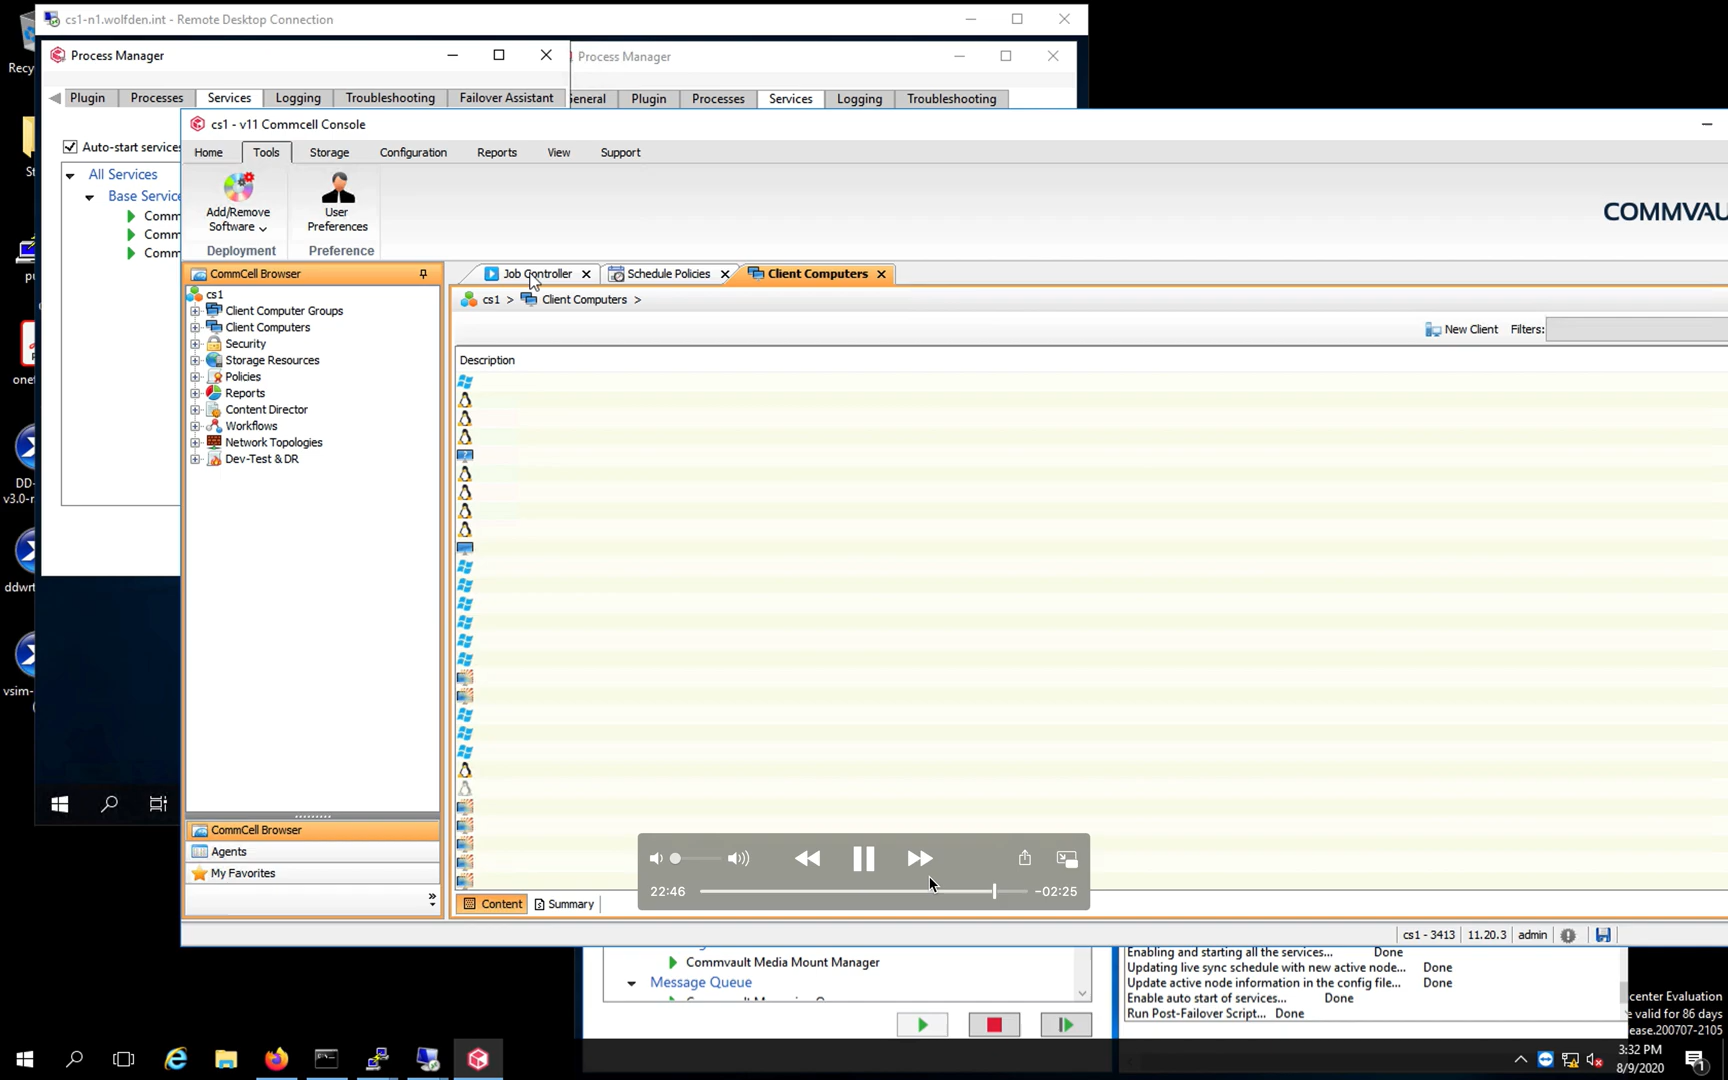 cs1-n1.wolfden.int - Remote Desktop Connection
Recy
Process Manager
Process Manager
Plugin Processes Services Logging Troubleshooting Failover Assistant
eneral Plugin Processes Services Logging Troubleshooting
cs1 - v11 Commcell Console
Auto-start services
Home Tools Storage Configuration Reports View Support
All Services
Base Service
Comm
Comm
Comm
Add/Remove
Software
User
Preferences
Deployment
Preference
COMMVAU
CommCell Browser
Job Controller
Schedule Policies
Client Computers
cs1
cs1 > Client Computers >
Client Computer Groups
Client Computers
Security
Storage Resources
Policies
Reports
Content Director
Workflows
Network Topologies
Dev-Test & DR
New Client Filters:
Description
St
pu
onet
DD-
v3.0-r
ddwrt
vsim-
CommCell Browser
Agents
My Favorites
»
22:46
-02:25
Content Summary
cs1 - 3413 11.20.3 admin
Commvault Media Mount Manager
Message Queue
Enabling and starting all the services... Done
Updating live sync schedule with new active node... Done
Update active node information in the config file... Done
Enable auto start of services... Done
Run Post-Failover Script... Done
center Evaluation
e valid for 86 days
ease.200707-2105
3:32 PM
8/9/2020
1